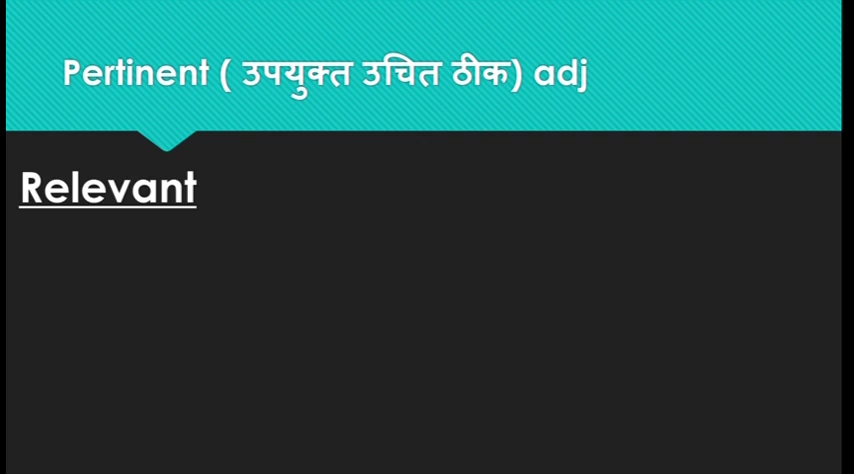 Pertinent ( उपयुक्त उचित ठीक) adj
Relevant